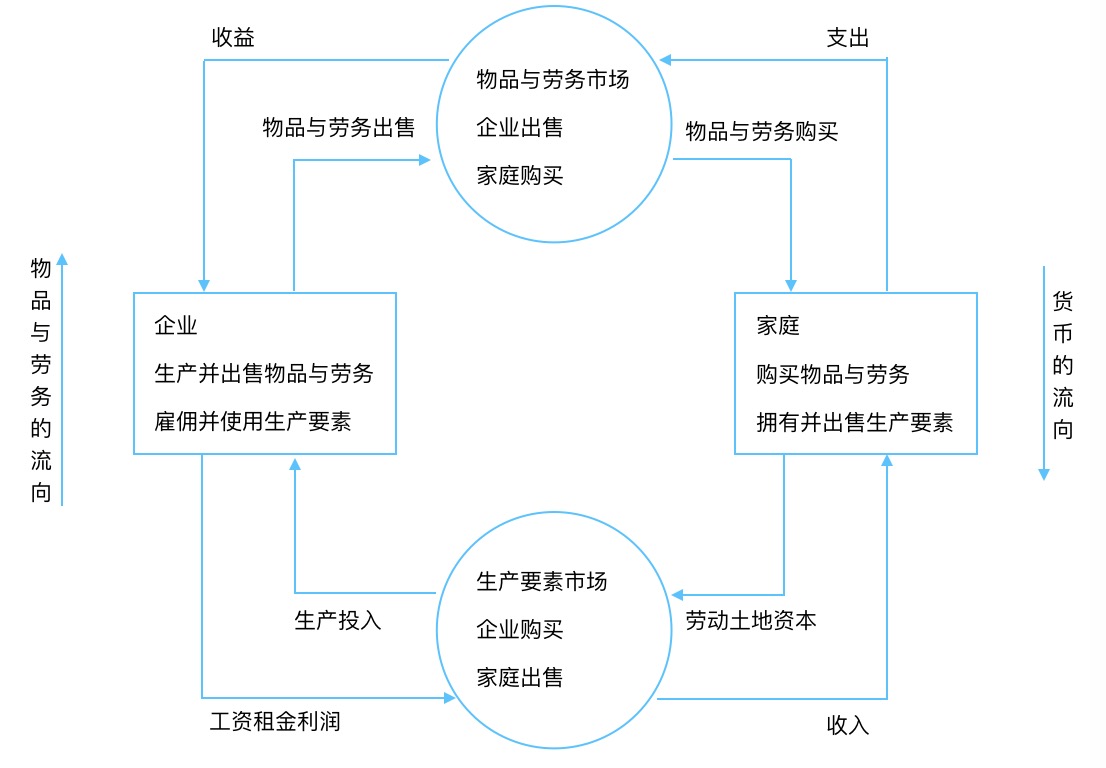 收益
支出
物品与劳务市场
企业出售
家庭购买
物品与劳务出售
物品与劳务购买
物品与劳务的流向
企业
生产并出售物品与劳务
雇佣并使用生产要素
家庭
购买物品与劳务
拥有并出售生产要素
货币的流向
生产要素市场
企业购买
家庭出售
生产投入
劳动土地资本
工资租金利润
收入